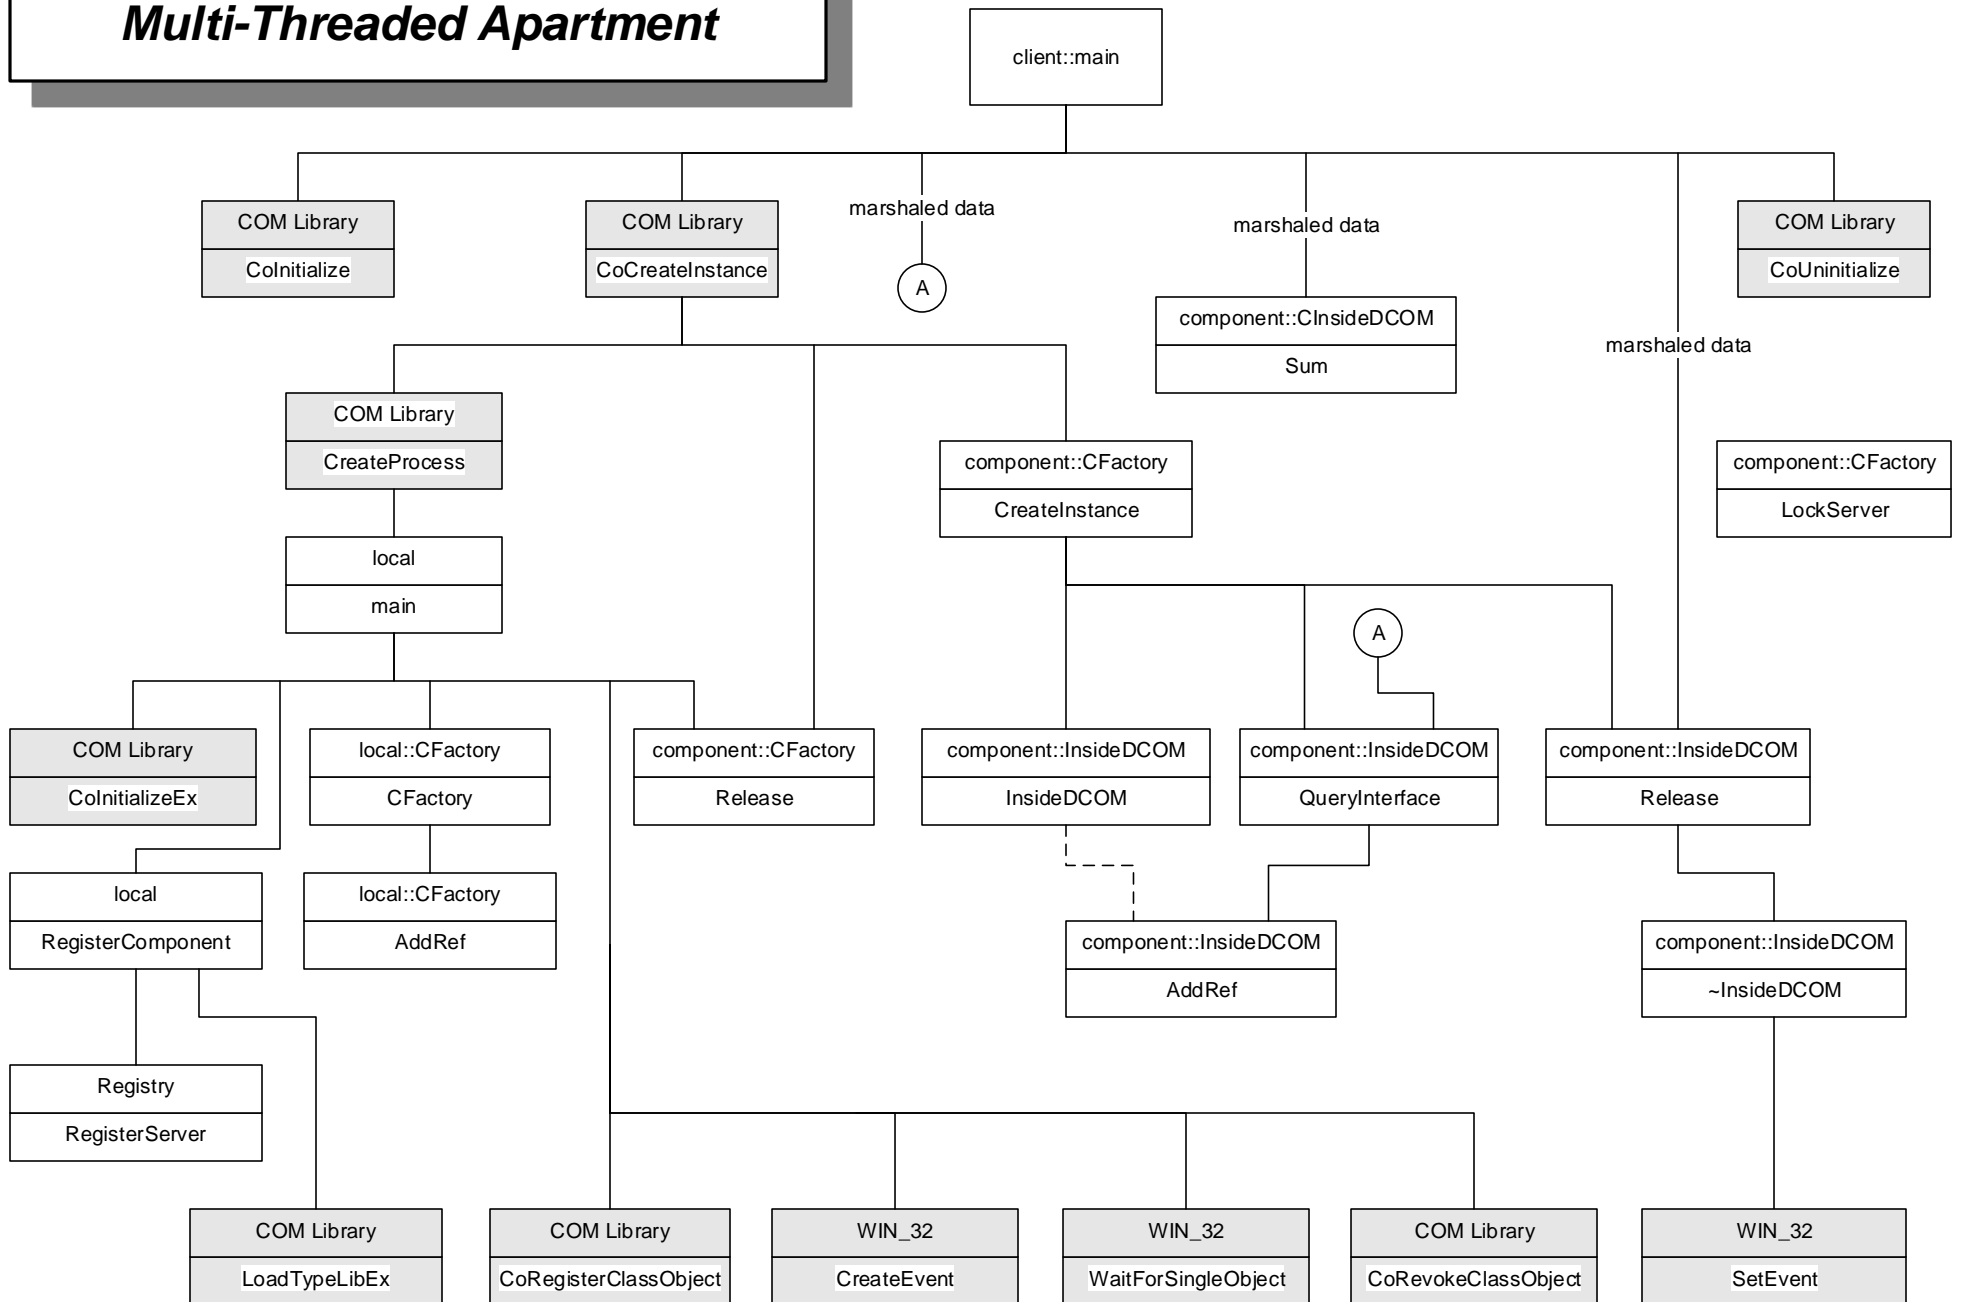 Multi-Threaded Apartment
client::main
COM Library
CoInitialize
COM Library
CoCreateInstance
marshaled data
A
marshaled data
COM Library
CoUninitialize
component::CInsideDCOM
Sum
marshaled data
COM Library
CreateProcess
component::CFactory
CreateInstance
component::CFactory
LockServer
local
main
A
COM Library
CoInitializeEx
local::CFactory
CFactory
component::CFactory
Release
component::InsideDCOM
InsideDCOM
component::InsideDCOM
QueryInterface
component::InsideDCOM
Release
local
RegisterComponent
local::CFactory
AddRef
component::InsideDCOM
AddRef
component::InsideDCOM
~InsideDCOM
Registry
RegisterServer
COM Library
LoadTypeLibEx
COM Library
CoRegisterClassObject
WIN_32
CreateEvent
WIN_32
WaitForSingleObject
COM Library
CoRevokeClassObject
WIN_32
SetEvent